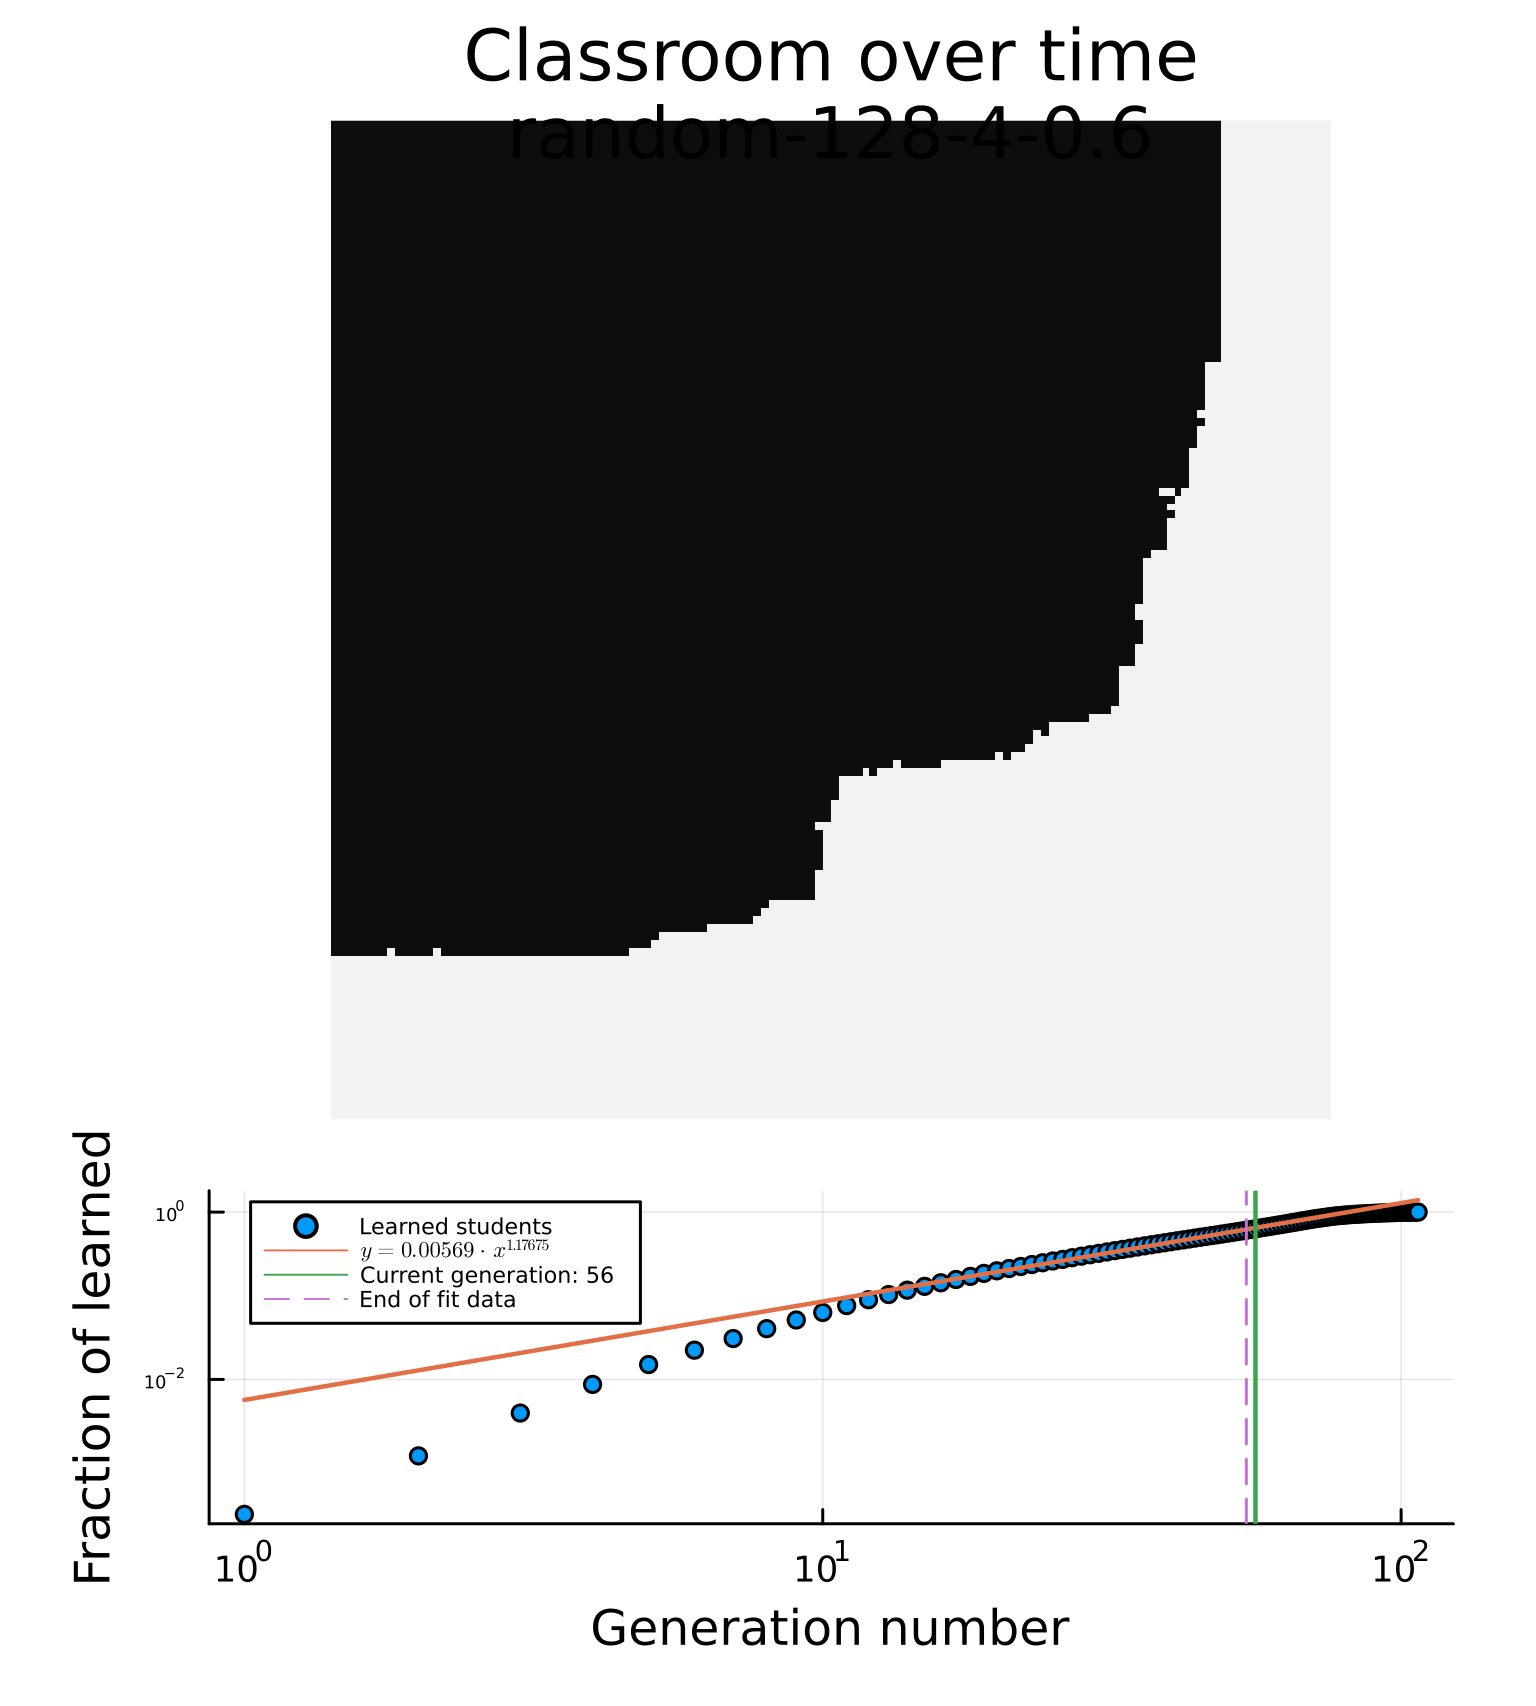 Classroom over time
random-128-4-0.6
Fraction of learned
10⁰
10⁻²
Learned students
y = 0.00569 · x^1.17675
Current generation: 56
End of fit data
10⁰
10¹
10²
Generation number